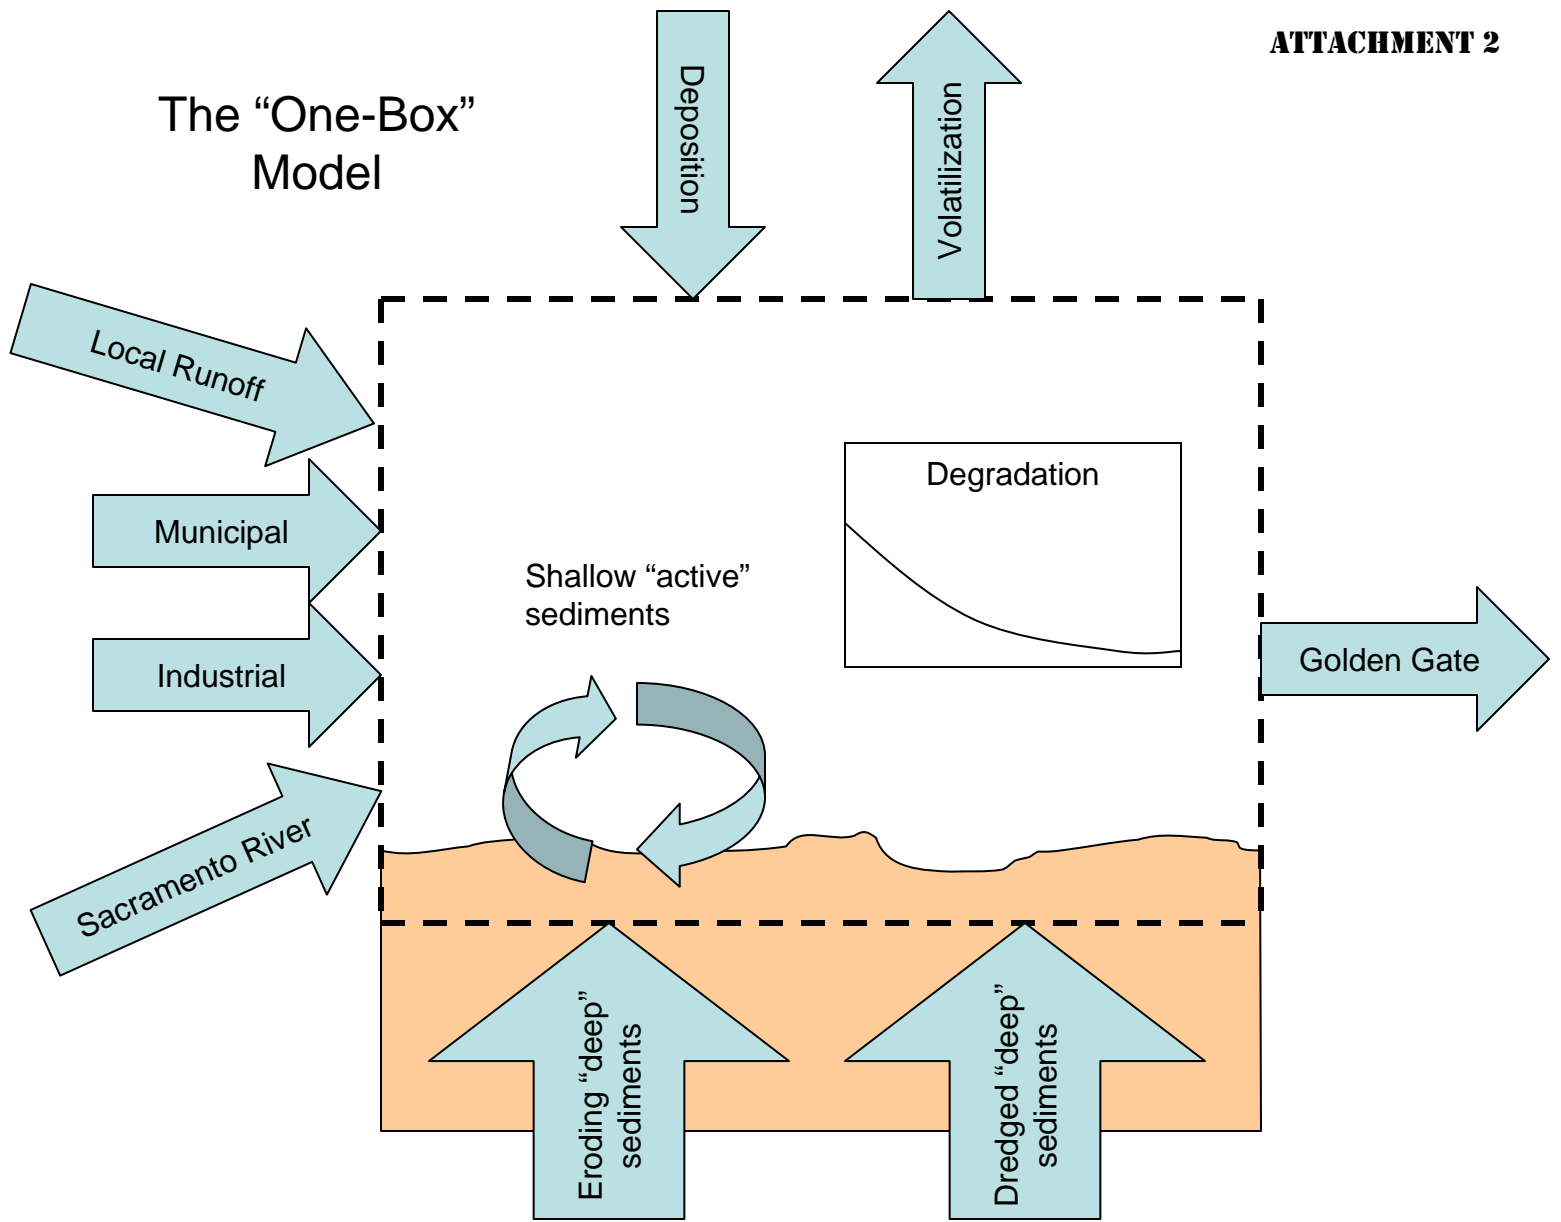 ATTACHMENT 2
The “One-Box”
Model
Deposition
Volatilization
Local Runoff
Municipal
Industrial
Sacramento River
Shallow “active”
sediments
Degradation
Golden Gate
Eroding “deep”
sediments
Dredged “deep”
sediments